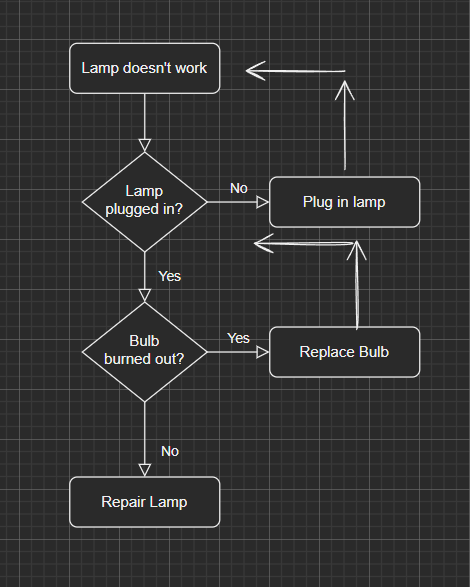 Lamp doesn't work
Lamp
plugged in?
No
Plug in lamp
Yes
Bulb
burned out?
Yes
Replace Bulb
No
Repair Lamp